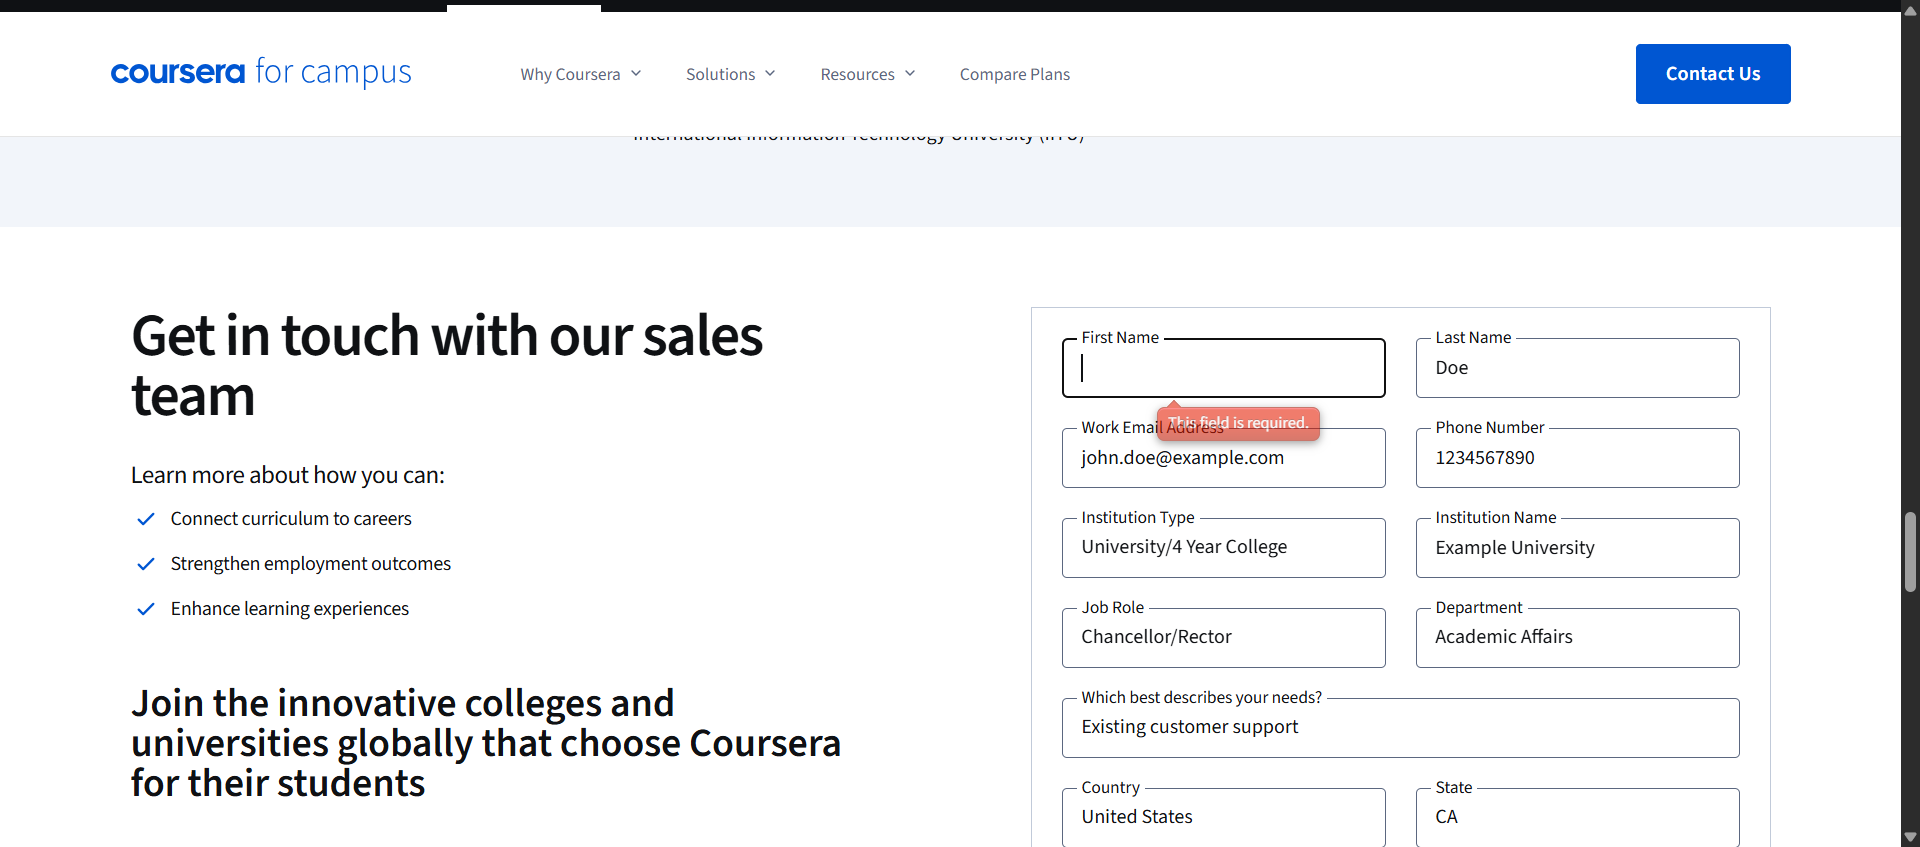 coursera for campus
Why Coursera
Solutions
Resources
Compare Plans
Contact Us
International Information Technology University (IITU)
Get in touch with our sales
team
Learn more about how you can:
Connect curriculum to careers
Strengthen employment outcomes
Enhance learning experiences
Join the innovative colleges and
universities globally that choose Coursera
for their students
First Name
Last Name
Doe
This field is required.
Work Email Address
john.doe@example.com
Phone Number
1234567890
Institution Type
University/4 Year College
Institution Name
Example University
Job Role
Chancellor/Rector
Department
Academic Affairs
Which best describes your needs?
Existing customer support
Country
United States
State
CA